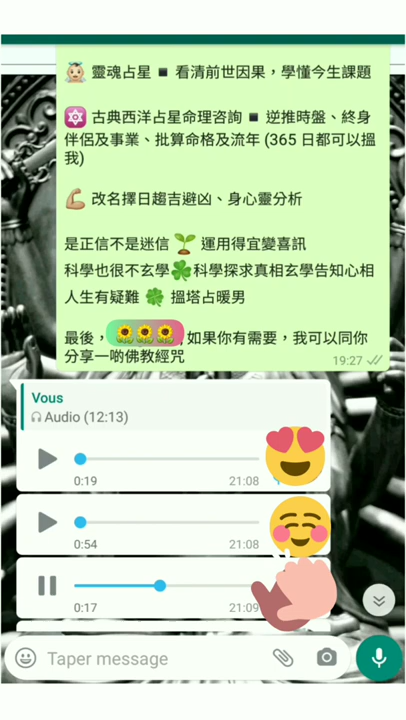 靈魂占星 ◾ 看清前世因果，學懂今生課題
古典西洋占星命理咨詢 ◾ 逆推時盤、終身
伴侶及事業、批算命格及流年 (365 日都可以搵
我)
改名擇日趨吉避凶、身心靈分析
是正信不是迷信🌱 運用得宜變喜訊
科學也很不玄學🍀科學探求真相玄學告知心相
人生有疑難 🍀 搵塔占暖男
最後， 🌻🌻🌻 如果你有需要，我可以同你
分享一啲佛教經咒
19:27
Vous
Audio (12:13)
0:19 21:08
0:54 21:08
0:17 21:09
Taper message